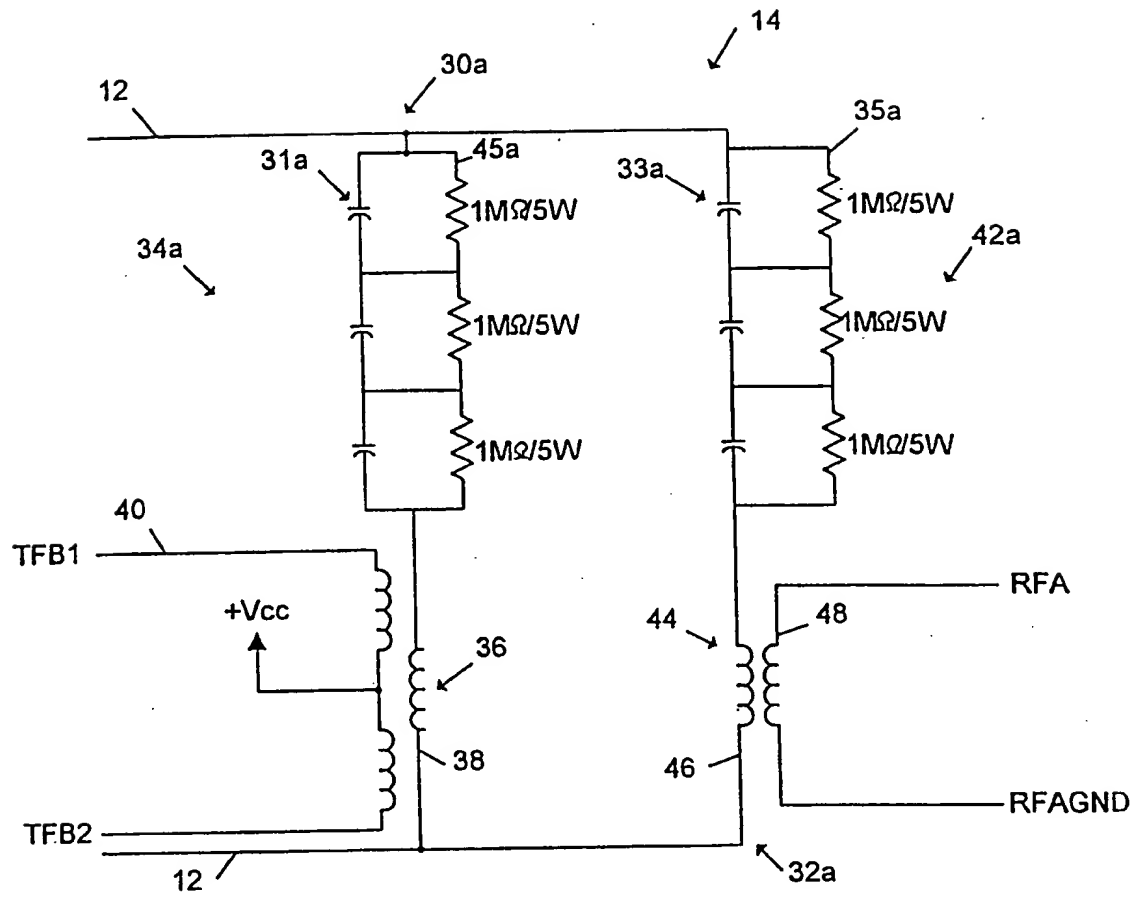 14
30a
12
35a
31a
45a
33a
1MΩ/5W
1MΩ/5W
34a
42a
1MΩ/5W
1MΩ/5W
1MΩ/5W
1MΩ/5W
40
TFB1
RFA
+Vcc
44
48
36
38
46
TFB2
RFAGND
12
32a